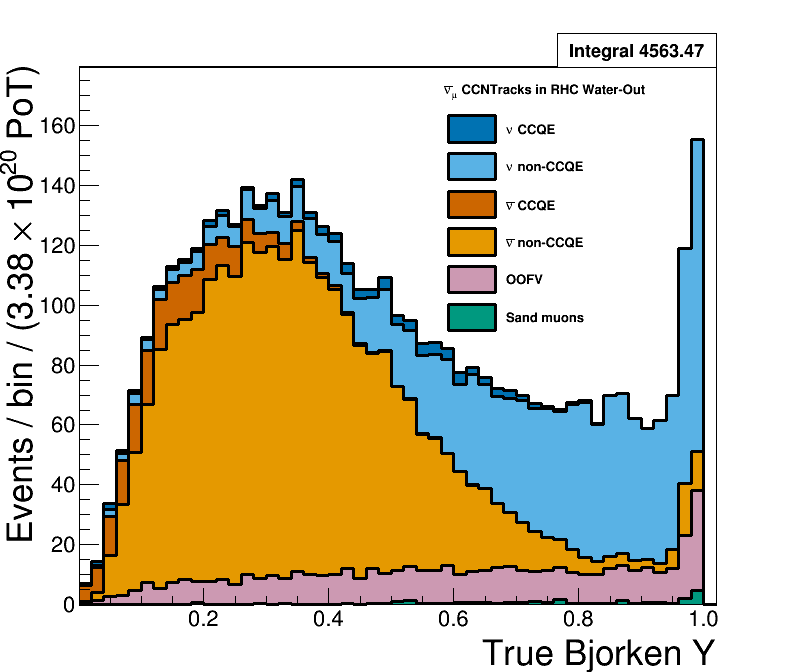 Integral 4563.47
ν̅μ CCNTracks in RHC Water-Out
ν CCQE
ν non-CCQE
ν̅ CCQE
ν̅ non-CCQE
OOFV
Sand muons
Events / bin / (3.38 × 10²⁰ PoT)
160
140
120
100
80
60
40
20
0
0.2 0.4 0.6 0.8 1.0
True Bjorken Y